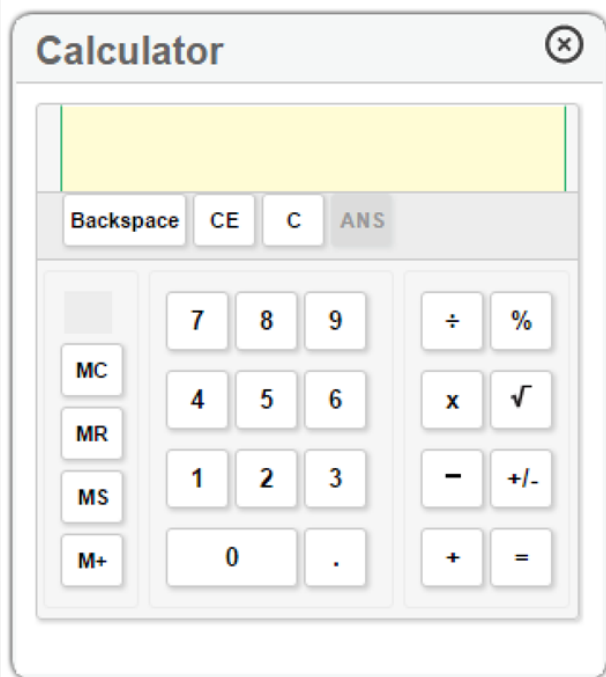 Calculator
Backspace CE C ANS
7 8 9 ÷ %
MC
4 5 6 x √
MR
1 2 3 − +/-
MS
M+ 0 . + =